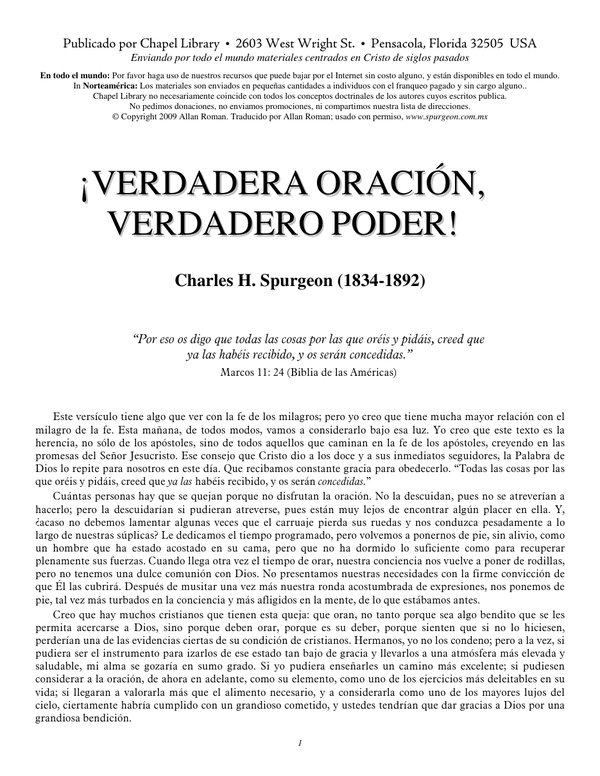 Publicado por Chapel Library • 2603 West Wright St. • Pensacola, Florida 32505 USA
Enviando por todo el mundo materiales centrados en Cristo de siglos pasados
En todo el mundo: Por favor haga uso de nuestros recursos que puede bajar por el Internet sin costo alguno, y están disponibles en todo el mundo.
In Norteamérica: Los materiales son enviados en pequeñas cantidades a individuos con el franqueo pagado y sin cargo alguno..
Chapel Library no necesariamente coincide con todos los conceptos doctrinales de los autores cuyos escritos publica.
No pedimos donaciones, no enviamos promociones, ni compartimos nuestra lista de direcciones.
© Copyright 2009 Allan Roman. Traducido por Allan Roman; usado con permiso, www.spurgeon.com.mx
¡VERDADERA ORACIÓN,
VERDADERO PODER!
Charles H. Spurgeon (1834-1892)
“Por eso os digo que todas las cosas por las que oréis y pidáis, creed que
ya las habéis recibido, y os serán concedidas.”
Marcos 11: 24 (Biblia de las Américas)
Este versículo tiene algo que ver con la fe de los milagros; pero yo creo que tiene mucha mayor relación con el
milagro de la fe. Esta mañana, de todos modos, vamos a considerarlo bajo esa luz. Yo creo que este texto es la
herencia, no sólo de los apóstoles, sino de todos aquellos que caminan en la fe de los apóstoles, creyendo en las
promesas del Señor Jesucristo. Ese consejo que Cristo dio a los doce y a sus inmediatos seguidores, la Palabra de
Dios lo repite para nosotros en este día. Que recibamos constante gracia para obedecerlo. “Todas las cosas por las
que oréis y pidáis, creed que ya las habéis recibido, y os serán concedidas.”
Cuántas personas hay que se quejan porque no disfrutan la oración. No la descuidan, pues no se atreverían a
hacerlo; pero la descuidarían si pudieran atreverse, pues están muy lejos de encontrar algún placer en ella. Y,
¿acaso no debemos lamentar algunas veces que el carruaje pierda sus ruedas y nos conduzca pesadamente a lo
largo de nuestras súplicas? Le dedicamos el tiempo programado, pero volvemos a ponernos de pie, sin alivio, como
un hombre que ha estado acostado en su cama, pero que no ha dormido lo suficiente como para recuperar
plenamente sus fuerzas. Cuando llega otra vez el tiempo de orar, nuestra conciencia nos vuelve a poner de rodillas,
pero no tenemos una dulce comunión con Dios. No presentamos nuestras necesidades con la firme convicción de
que Él las cubrirá. Después de musitar una vez más nuestra ronda acostumbrada de expresiones, nos ponemos de
pie, tal vez más turbados en la conciencia y más afligidos en la mente, de lo que estábamos antes.
Creo que hay muchos cristianos que tienen esta queja: que oran, no tanto porque sea algo bendito que se les
permita acercarse a Dios, sino porque deben orar, porque es su deber, porque sienten que si no lo hiciesen,
perderían una de las evidencias ciertas de su condición de cristianos. Hermanos, yo no los condeno; pero a la vez, si
pudiera ser el instrumento para izarlos de ese estado tan bajo de gracia y llevarlos a una atmósfera más elevada y
saludable, mi alma se gozaría en sumo grado. Si yo pudiera enseñarles un camino más excelente; si pudiesen
considerar a la oración, de ahora en adelante, como su elemento, como uno de los ejercicios más deleitables en su
vida; si llegaran a valorarla más que el alimento necesario, y a considerarla como uno de los mayores lujos del
cielo, ciertamente habría cumplido con un grandioso cometido, y ustedes tendrían que dar gracias a Dios por una
grandiosa bendición.
1